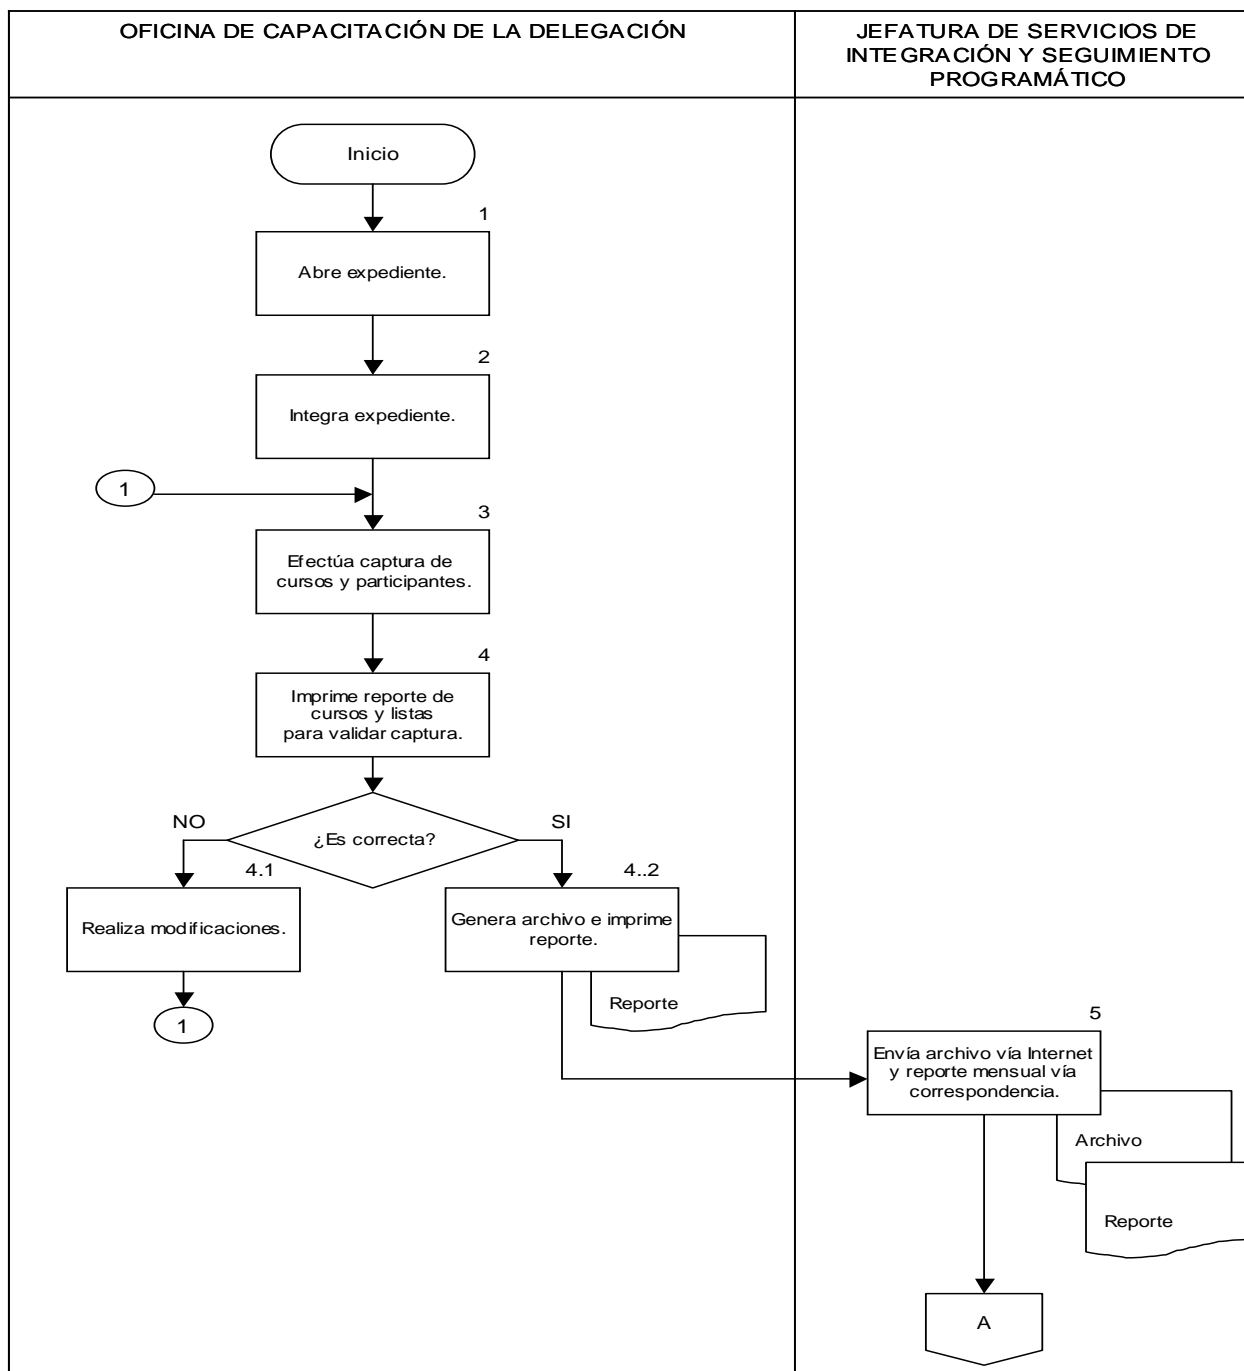 OFICINA DE CAPACITACIÓN DE LA DELEGACIÓN
JEFATURA DE SERVICIOS DE
INTEGRACIÓN Y SEGUIMIENTO
PROGRAMÁTICO
Inicio
1
Abre expediente.
2
Integra expediente.
1
3
Efectúa captura de
cursos y participantes.
4
Imprime reporte de
cursos y listas
para validar captura.
NO
¿Es correcta?
SI
4.1
4..2
Realiza modificaciones.
Genera archivo e imprime
reporte.
Reporte
1
5
Envía archivo vía Internet
y reporte mensual vía
correspondencia.
Archivo
Reporte
A